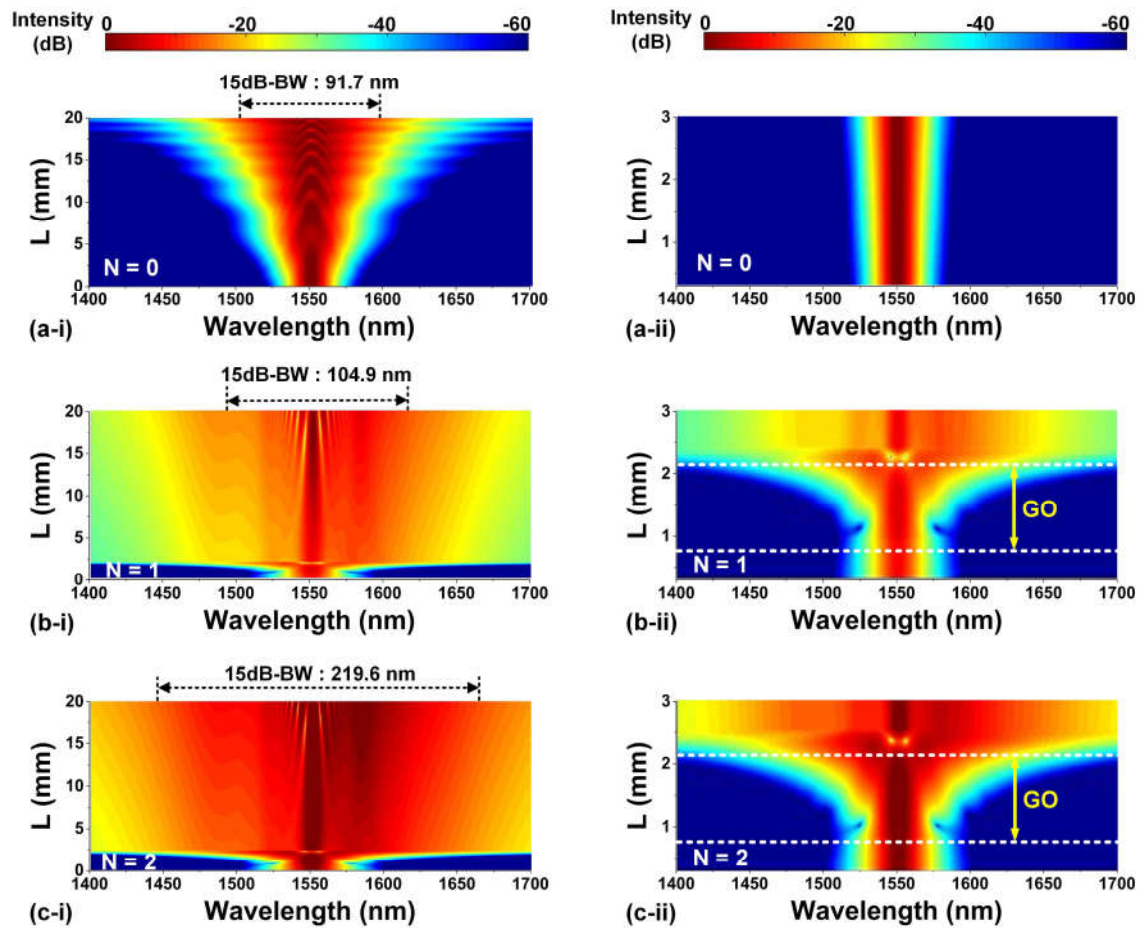 Intensity (dB) 0 -20 -40 -60
Intensity (dB) 0 -20 -40 -60
15dB-BW : 91.7 nm
L (mm)
20
15
10
5
0
N = 0
1400 1450 1500 1550 1600 1650 1700
(a-i) Wavelength (nm)
L (mm)
3
2
1
N = 0
1400 1450 1500 1550 1600 1650 1700
(a-ii) Wavelength (nm)
15dB-BW : 104.9 nm
L (mm)
20
15
10
5
0
N = 1
1400 1450 1500 1550 1600 1650 1700
(b-i) Wavelength (nm)
L (mm)
3
2
1
GO
N = 1
1400 1450 1500 1550 1600 1650 1700
(b-ii) Wavelength (nm)
15dB-BW : 219.6 nm
L (mm)
20
15
10
5
0
N = 2
1400 1450 1500 1550 1600 1650 1700
(c-i) Wavelength (nm)
L (mm)
3
2
1
GO
N = 2
1400 1450 1500 1550 1600 1650 1700
(c-ii) Wavelength (nm)